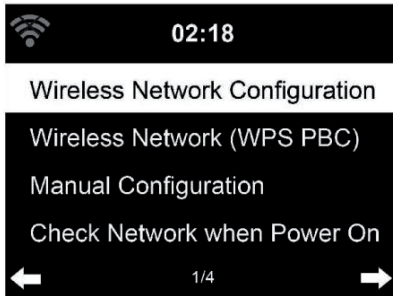 02:18
Wireless Network Configuration
Wireless Network (WPS PBC)
Manual Configuration
Check Network when Power On
1/4